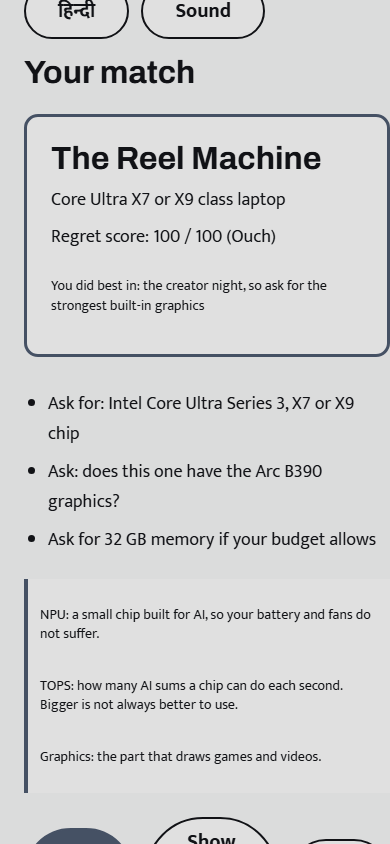 हिन्दी
Sound
Your match
The Reel Machine
Core Ultra X7 or X9 class laptop
Regret score: 100 / 100 (Ouch)
You did best in: the creator night, so ask for the
strongest built-in graphics
Ask for: Intel Core Ultra Series 3, X7 or X9
chip
Ask: does this one have the Arc B390
graphics?
Ask for 32 GB memory if your budget allows
NPU: a small chip built for AI, so your battery and fans do
not suffer.
TOPS: how many AI sums a chip can do each second.
Bigger is not always better to use.
Graphics: the part that draws games and videos.
Show